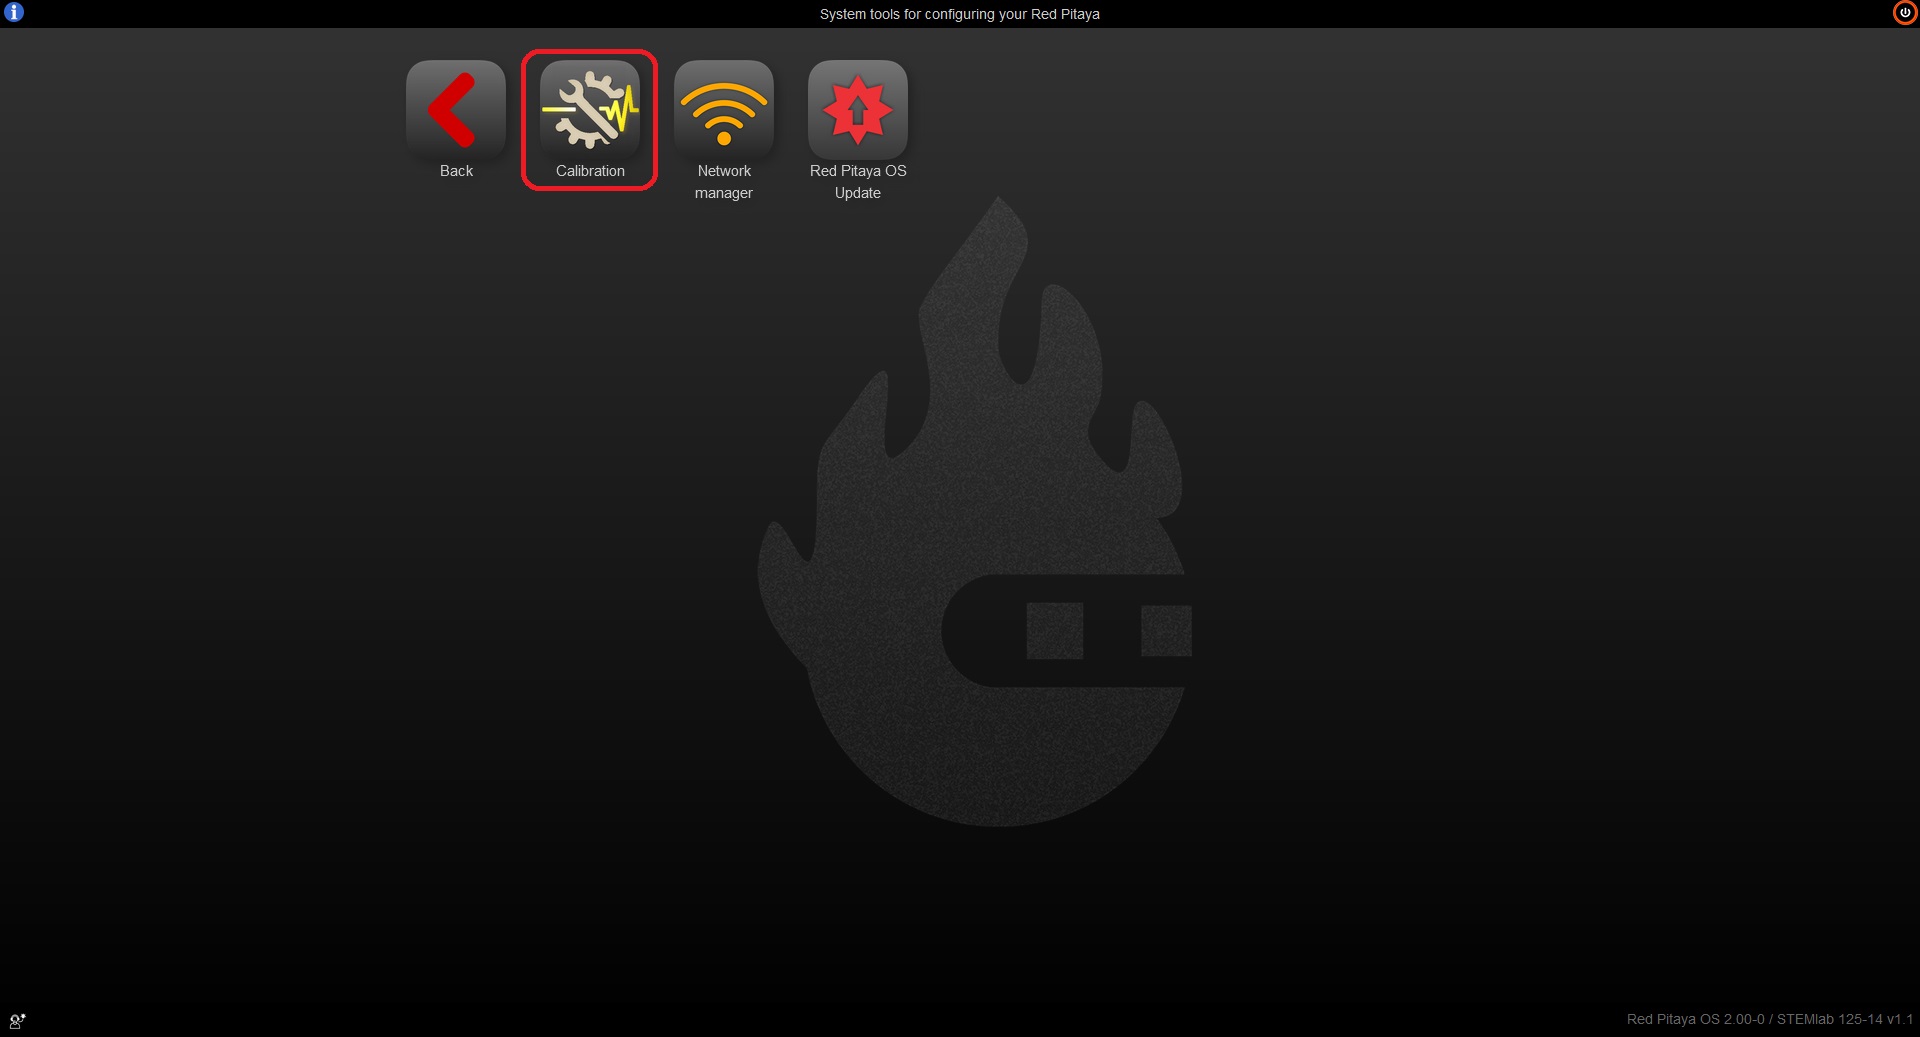 System tools for configuring your Red Pitaya
Back
Calibration
Network
manager
Red Pitaya OS
Update
Red Pitaya OS 2.00-0 / STEMlab 125-14 v1.1